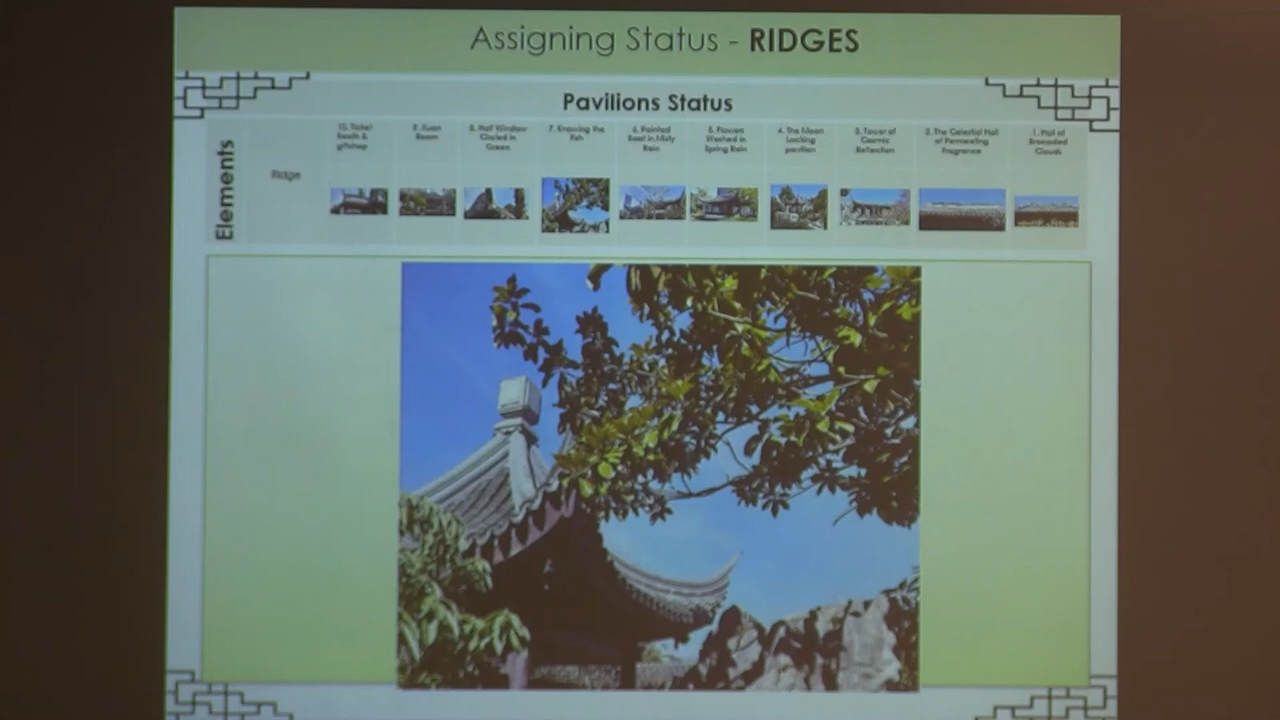 Assigning Status - RIDGES
Pavilions Status
Elements
Ridge
10. Ticket
Booth &
giftshop
9. Xuan
Room
8. Half Window
Circled in
Green
7. Knowing the
Fish
6. Painted
Boat in Misty
Rain
5. Flowers
Washed in
Spring Rain
4. The Moon
Locking
pavilion
3. Tower of
Cosmic
Reflection
2. The Celestial Hall
of Permeating
Fragrance
1. Hall of
Brocaded
Clouds